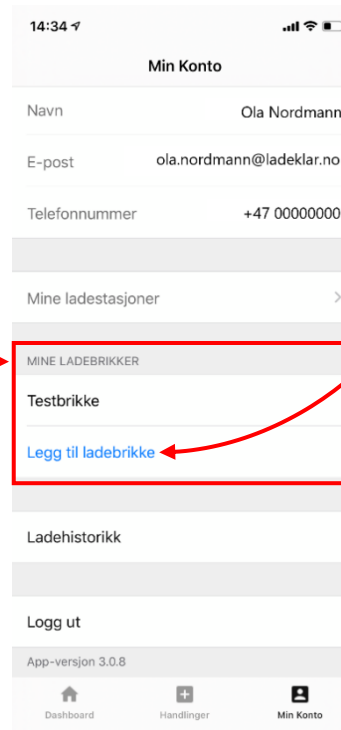 14:34
Min Konto
Navn Ola Nordmann
E-post ola.nordmann@ladeklar.no
Telefonnummer +47 00000000
Mine ladestasjoner
MINE LADEBRIKKER
Testbrikke
Legg til ladebrikke
Ladehistorikk
Logg ut
App-versjon 3.0.8
Dashboard Handlinger Min Konto